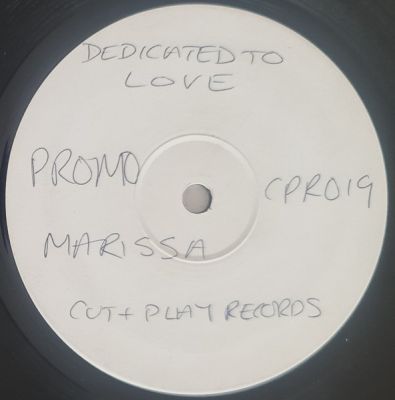 DEDICATED TO
LOVE
PROMO
CPR019
MARISSA
CUT + PLAY RECORDS